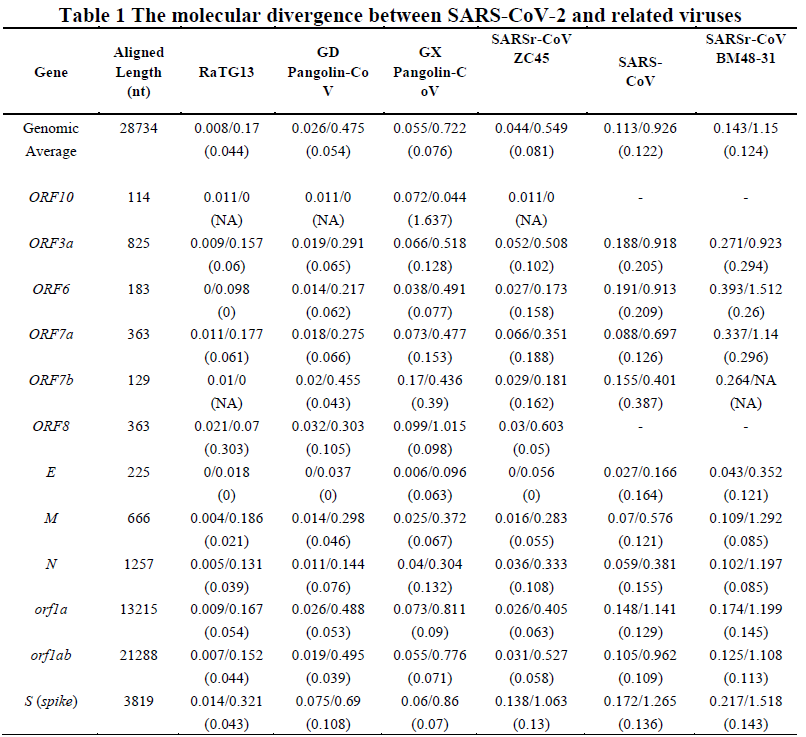 Table 1 The molecular divergence between SARS-CoV-2 and related viruses
Gene Aligned Length (nt) RaTG13 GD Pangolin-Co V GX Pangolin-C oV SARSr-CoV ZC45 SARS- CoV SARSr-CoV BM48-31
Genomic 28734 0.008/0.17 0.026/0.475 0.055/0.722 0.044/0.549 0.113/0.926 0.143/1.15
Average (0.044) (0.054) (0.076) (0.081) (0.122) (0.124)
ORF10 114 0.011/0 0.011/0 0.072/0.044 0.011/0 - -
(NA) (NA) (1.637) (NA)
ORF3a 825 0.009/0.157 0.019/0.291 0.066/0.518 0.052/0.508 0.188/0.918 0.271/0.923
(0.06) (0.065) (0.128) (0.102) (0.205) (0.294)
ORF6 183 0/0.098 0.014/0.217 0.038/0.491 0.027/0.173 0.191/0.913 0.393/1.512
(0) (0.062) (0.077) (0.158) (0.209) (0.26)
ORF7a 363 0.011/0.177 0.018/0.275 0.073/0.477 0.066/0.351 0.088/0.697 0.337/1.14
(0.061) (0.066) (0.153) (0.188) (0.126) (0.296)
ORF7b 129 0.01/0 0.02/0.455 0.17/0.436 0.029/0.181 0.155/0.401 0.264/NA
(NA) (0.043) (0.39) (0.162) (0.387) (NA)
ORF8 363 0.021/0.07 0.032/0.303 0.099/1.015 0.03/0.603 - -
(0.303) (0.105) (0.098) (0.05)
E 225 0/0.018 0/0.037 0.006/0.096 0/0.056 0.027/0.166 0.043/0.352
(0) (0) (0.063) (0) (0.164) (0.121)
M 666 0.004/0.186 0.014/0.298 0.025/0.372 0.016/0.283 0.07/0.576 0.109/1.292
(0.021) (0.046) (0.067) (0.055) (0.121) (0.085)
N 1257 0.005/0.131 0.011/0.144 0.04/0.304 0.036/0.333 0.059/0.381 0.102/1.197
(0.039) (0.076) (0.132) (0.108) (0.155) (0.085)
orf1a 13215 0.009/0.167 0.026/0.488 0.073/0.811 0.026/0.405 0.148/1.141 0.174/1.199
(0.054) (0.053) (0.09) (0.063) (0.129) (0.145)
orf1ab 21288 0.007/0.152 0.019/0.495 0.055/0.776 0.031/0.527 0.105/0.962 0.125/1.108
(0.044) (0.039) (0.071) (0.058) (0.109) (0.113)
S (spike) 3819 0.014/0.321 0.075/0.69 0.06/0.86 0.138/1.063 0.172/1.265 0.217/1.518
(0.043) (0.108) (0.07) (0.13) (0.136) (0.143)